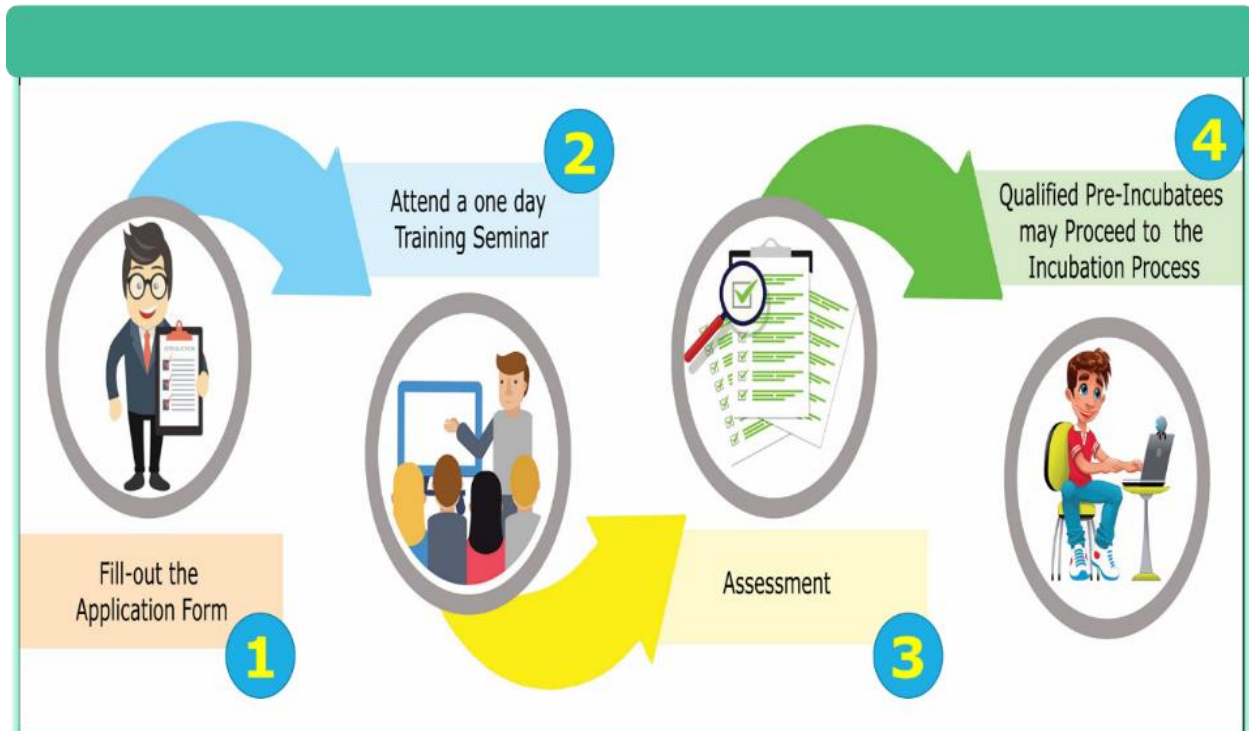 Fill-out the
Application Form
1
2
Attend a one day
Training Seminar
Assessment
3
4
Qualified Pre-Incubatees
may Proceed to the
Incubation Process
APPLICATION